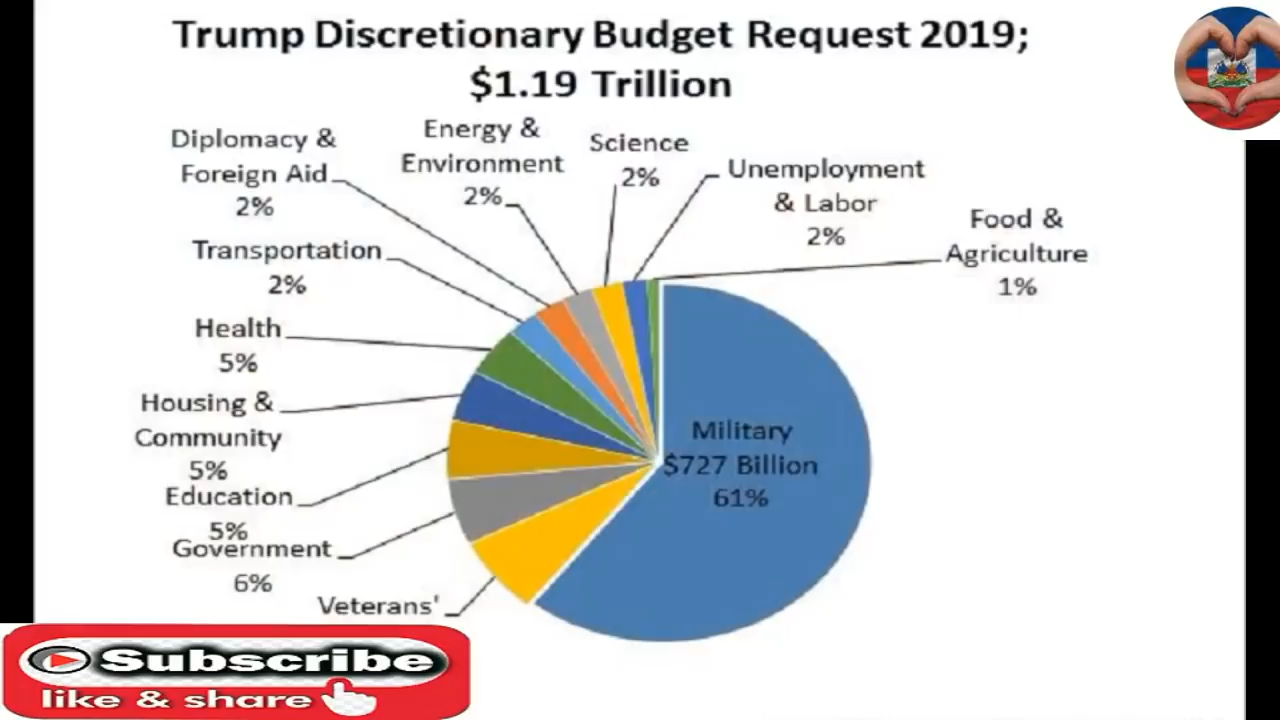 Trump Discretionary Budget Request 2019;
$1.19 Trillion
Diplomacy &
Foreign Aid
2%
Energy &
Environment
2%
Science
2%
Unemployment
& Labor
2%
Food &
Agriculture
1%
Transportation
2%
Health
5%
Housing &
Community
5%
Education
5%
Government
6%
Veterans'
Military
$727 Billion
61%
Subscribe
like & share